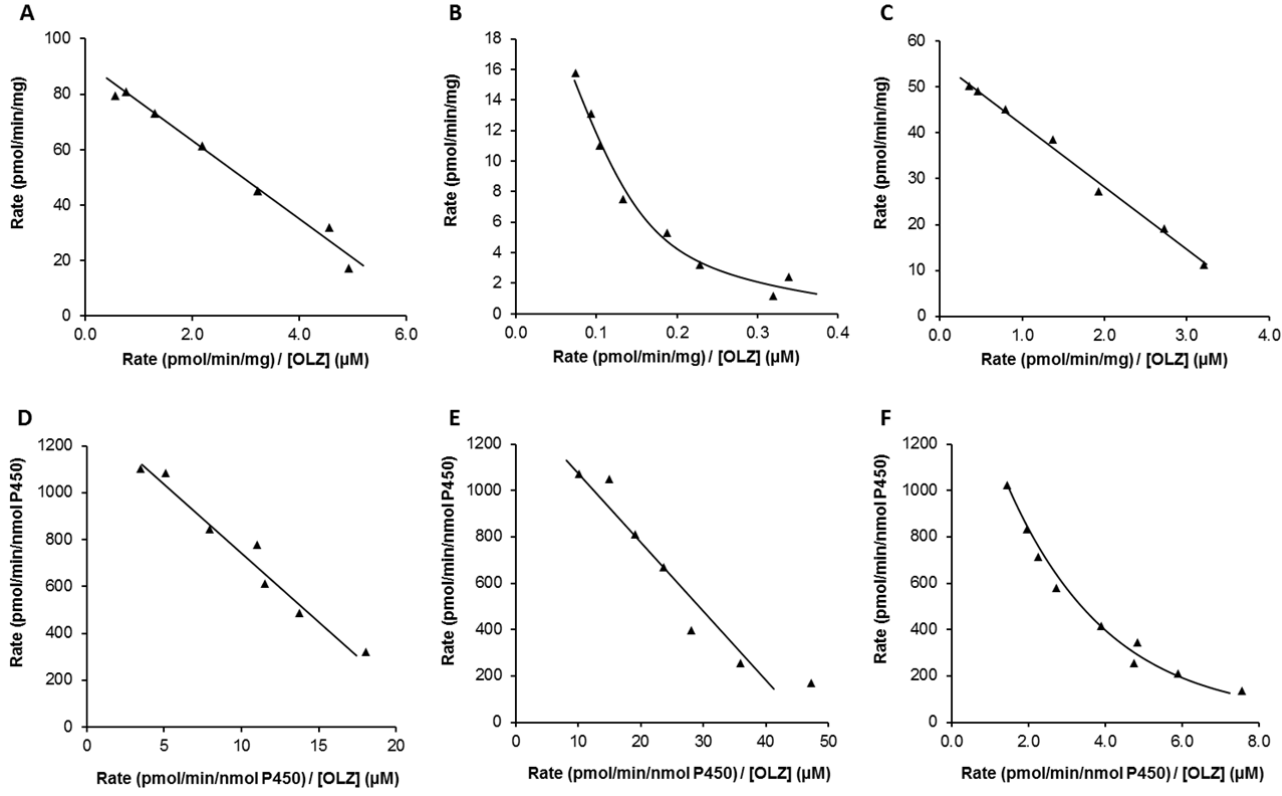 A
Rate (pmol/min/mg)
100
80
60
40
20
0
0.0 2.0 4.0 6.0
Rate (pmol/min/mg) / [OLZ] (µM)
B
Rate (pmol/min/mg)
18
16
14
12
10
8
6
4
2
0
0.0 0.1 0.2 0.3 0.4
Rate (pmol/min/mg) / [OLZ] (µM)
C
Rate (pmol/min/mg)
60
50
40
30
20
10
0
0.0 1.0 2.0 3.0 4.0
Rate (pmol/min/mg) / [OLZ] (µM)
D
Rate (pmol/min/nmol P450)
1200
1000
800
600
400
200
0
0 5 10 15 20
Rate (pmol/min/nmol P450) / [OLZ] (µM)
E
Rate (pmol/min/nmol P450)
1200
1000
800
600
400
200
0
0 10 20 30 40 50
Rate (pmol/min/nmol P450) / [OLZ] (µM)
F
Rate (pmol/min/nmol P450)
1200
1000
800
600
400
200
0
0.0 2.0 4.0 6.0 8.0
Rate (pmol/min/nmol P450) / [OLZ] (µM)